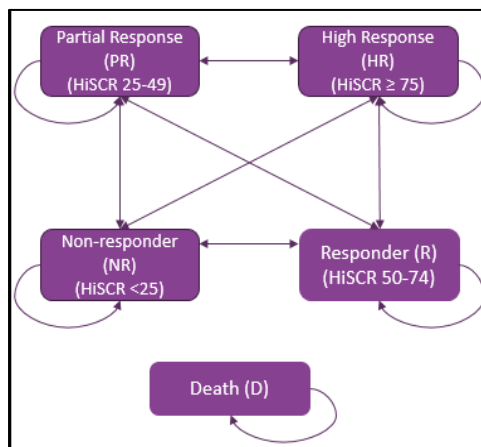 Partial Response
(PR)
(HiSCR 25-49)
High Response
(HR)
(HiSCR ≥ 75)
Non-responder
(NR)
(HiSCR <25)
Responder (R)
(HiSCR 50-74)
Death (D)